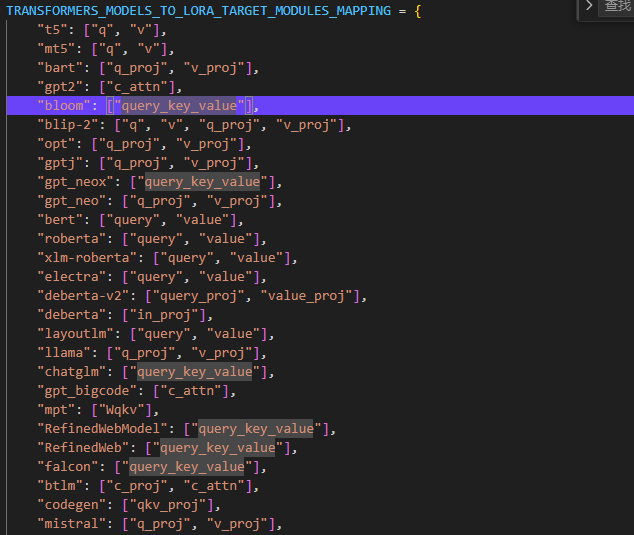 查找
TRANSFORMERS_MODELS_TO_LORA_TARGET_MODULES_MAPPING = {
"t5": ["q", "v"],
"mt5": ["q", "v"],
"bart": ["q_proj", "v_proj"],
"gpt2": ["c_attn"],
"bloom": ["query_key_value"],
"blip-2": ["q", "v", "q_proj", "v_proj"],
"opt": ["q_proj", "v_proj"],
"gptj": ["q_proj", "v_proj"],
"gpt_neox": ["query_key_value"],
"gpt_neo": ["q_proj", "v_proj"],
"bert": ["query", "value"],
"roberta": ["query", "value"],
"xlm-roberta": ["query", "value"],
"electra": ["query", "value"],
"deberta-v2": ["query_proj", "value_proj"],
"deberta": ["in_proj"],
"layoutlm": ["query", "value"],
"llama": ["q_proj", "v_proj"],
"chatglm": ["query_key_value"],
"gpt_bigcode": ["c_attn"],
"mpt": ["Wqkv"],
"RefinedWebModel": ["query_key_value"],
"RefinedWeb": ["query_key_value"],
"falcon": ["query_key_value"],
"btlm": ["c_proj", "c_attn"],
"codegen": ["qkv_proj"],
"mistral": ["q_proj", "v_proj"],